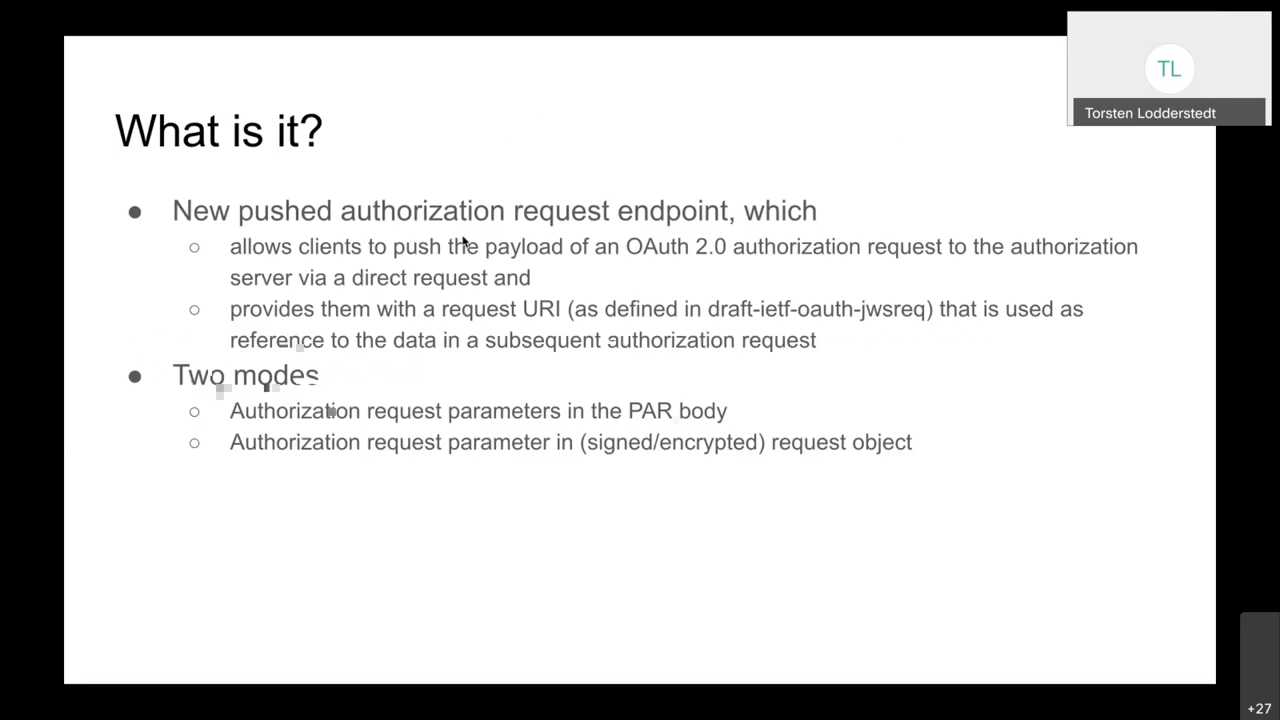 TL
Torsten Lodderstedt
What is it?
● New pushed authorization request endpoint, which
○ allows clients to push the payload of an OAuth 2.0 authorization request to the authorization
server via a direct request and
○ provides them with a request URI (as defined in draft-ietf-oauth-jwsreq) that is used as
reference to the data in a subsequent authorization request
● Two modes
○ Authorization request parameters in the PAR body
○ Authorization request parameter in (signed/encrypted) request object
+27